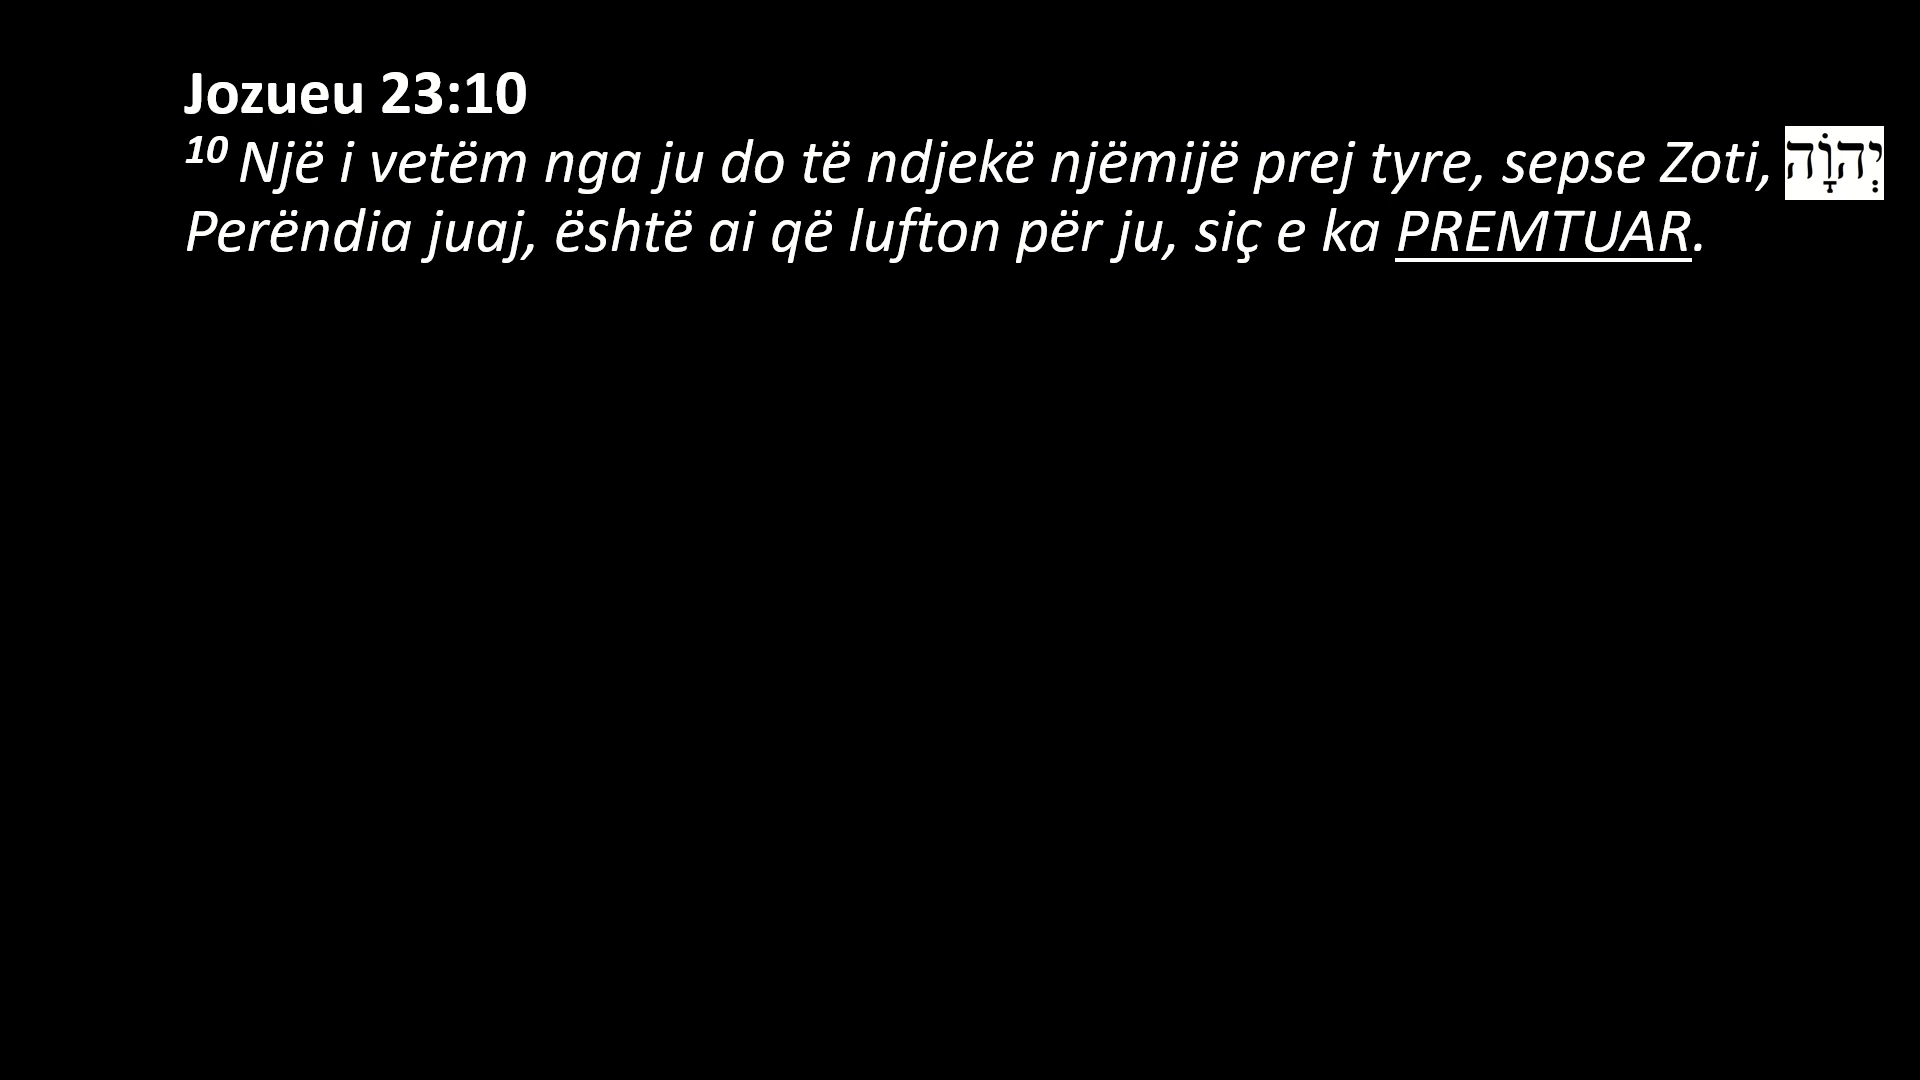 Jozueu 23:10
10 Një i vetëm nga ju do të ndjekë njëmijë prej tyre, sepse Zoti, יְהוָֹה
Perëndia juaj, është ai që lufton për ju, siç e ka PREMTUAR.